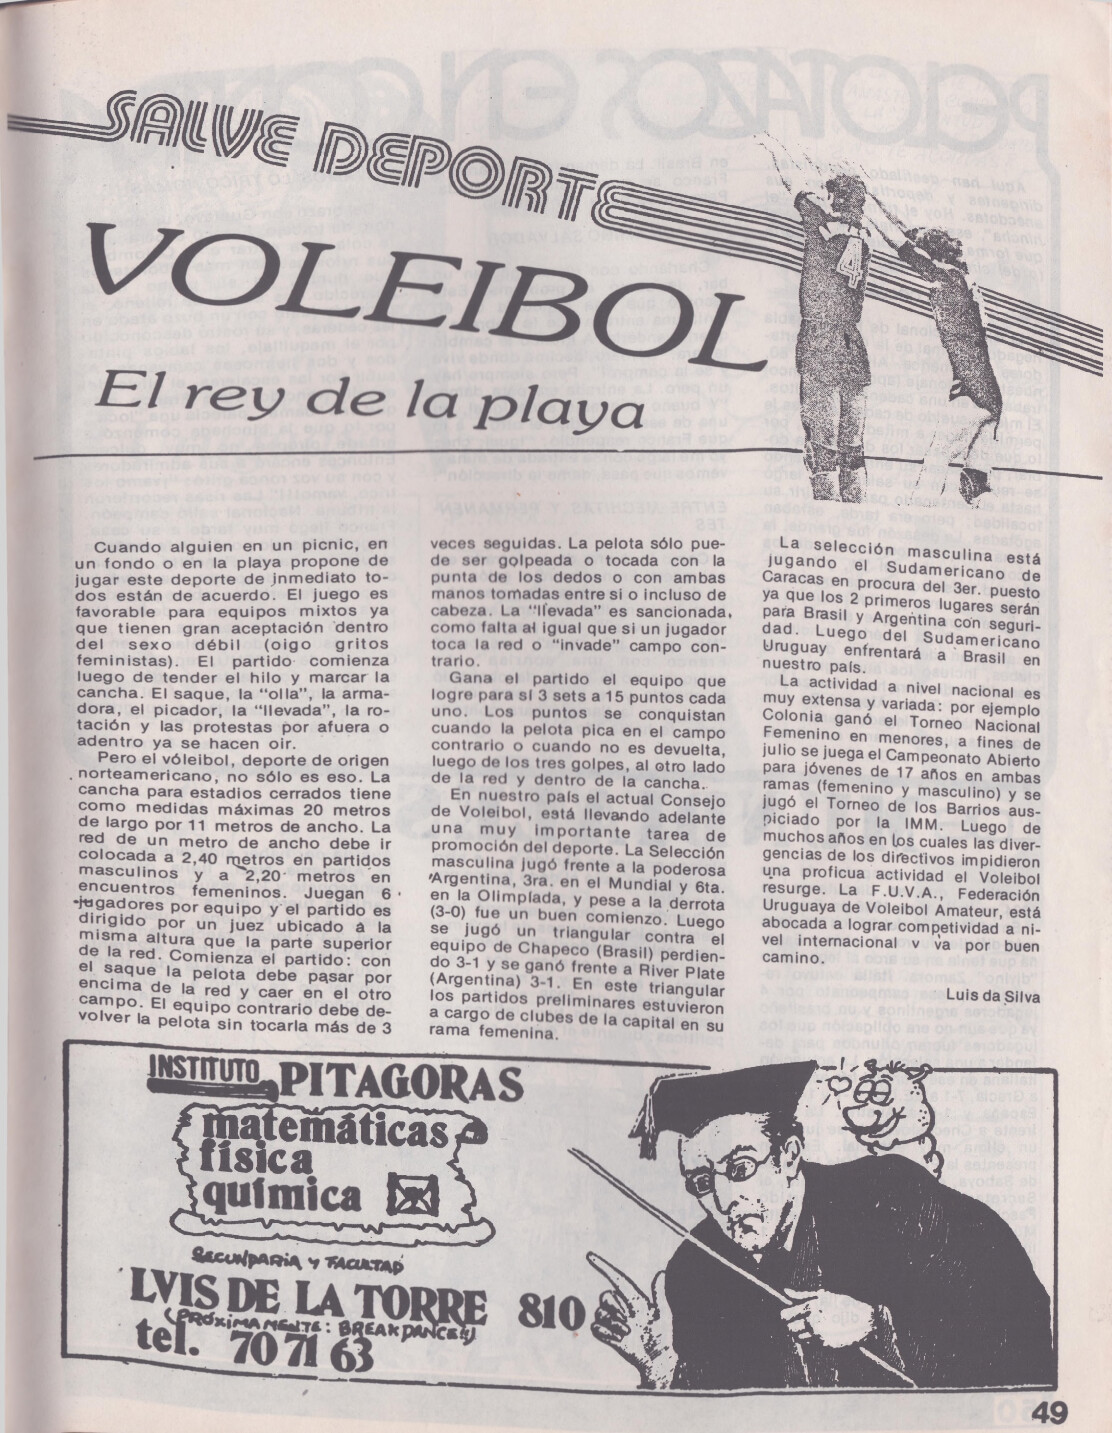 SALVE DEPORTE
VOLEIBOL
El rey de la playa
4
Cuando alguien en un picnic, en
un fondo o en la playa propone de
jugar este deporte de inmediato to-
dos están de acuerdo. El juego es
favorable para equipos mixtos ya
que tienen gran aceptación dentro
del sexo débil (oigo gritos
feministas). El partido comienza
luego de tender el hilo y marcar la
cancha. El saque, la "olla", la arma-
dora, el picador, la "llevada", la ro-
tación y las protestas por afuera o
adentro ya se hacen oir.
Pero el vóleibol, deporte de origen
norteamericano, no sólo es eso. La
cancha para estadios cerrados tiene
como medidas máximas 20 metros
de largo por 11 metros de ancho. La
red de un metro de ancho debe ir
colocada a 2,40 metros en partidos
masculinos y a 2,20 metros en
encuentros femeninos. Juegan 6
jugadores por equipo y el partido es
dirigido por un juez ubicado á la
misma altura que la parte superior
de la red. Comienza el partido: con
el saque la pelota debe pasar por
encima de la red y caer en el otro
campo. El equipo contrario debe de-
volver la pelota sin tocarla más de 3
veces seguidas. La pelota sólo pue-
de ser golpeada o tocada con la
punta de los dedos o con ambas
manos tomadas entre si o incluso de
cabeza. La "llevada" es sancionada,
como falta al igual que si un jugador
toca la red o "invade" campo con-
trario.
Gana el partido el equipo que
logre para sí 3 sets a 15 puntos cada
uno. Los puntos se conquistan
cuando la pelota pica en el campo
contrario o cuando no es devuelta,
luego de los tres golpes, al otro lado
de la red y dentro de la cancha.
En nuestro país el actual Consejo
de Voleibol, está llevando adelante
una muy importante tarea de
promoción del deporte. La Selección
masculina jugó frente a la poderosa
Argentina, 3ra. en el Mundial y 6ta.
en la Olimpíada, y pese a la derrota
(3-0) fue un buen comienzo. Luego
se jugó un triangular contra el
equipo de Chapeco (Brasil) perdien-
do 3-1 y se ganó frente a River Plate
(Argentina) 3-1. En este triangular
los partidos preliminares estuvieron
a cargo de clubes de la capital en su
rama femenina.
La selección masculina está
jugando el Sudamericano de
Caracas en procura del 3er. puesto
ya que los 2 primeros lugares serán
para Brasil y Argentina con seguri-
dad. Luego del Sudamericano
Uruguay enfrentará a Brasil en
nuestro país.
La actividad a nivel nacional es
muy extensa y variada: por ejemplo
Colonia ganó el Torneo Nacional
Femenino en menores, a fines de
julio se juega el Campeonato Abierto
para jóvenes de 17 años en ambas
ramas (femenino y masculino) y se
jugó el Torneo de los Barrios aus-
piciado por la IMM. Luego de
muchos años en los cuales las diver-
gencias de los directivos impidieron
una proficua actividad el Voleibol
resurge. La F.U.V.A., Federación
Uruguaya de Voleibol Amateur, está
abocada a lograr competividad a ni-
vel internacional y va por buen
camino.
Luis da Silva
INSTITUTO PITAGORAS
matemáticas
física
química
SECUNDARIA Y FACULTAD
LVIS DE LA TORRE 810
(PRÓXIMAMENTE: BREAK DANCE!!)
tel. 70 71 63
49